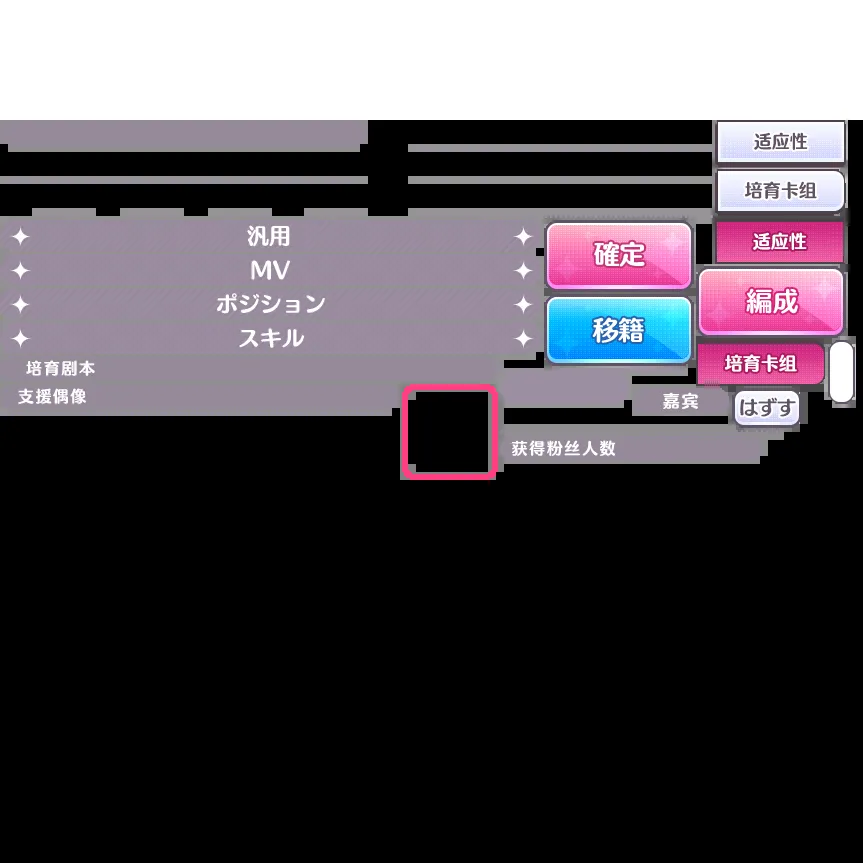 适应性
培育卡组
汎用
適应性
確定
MV
編成
ポジション
移籍
スキル
培育剧本
培育卡组
支援偶像
嘉宾
はずす
获得粉丝人数